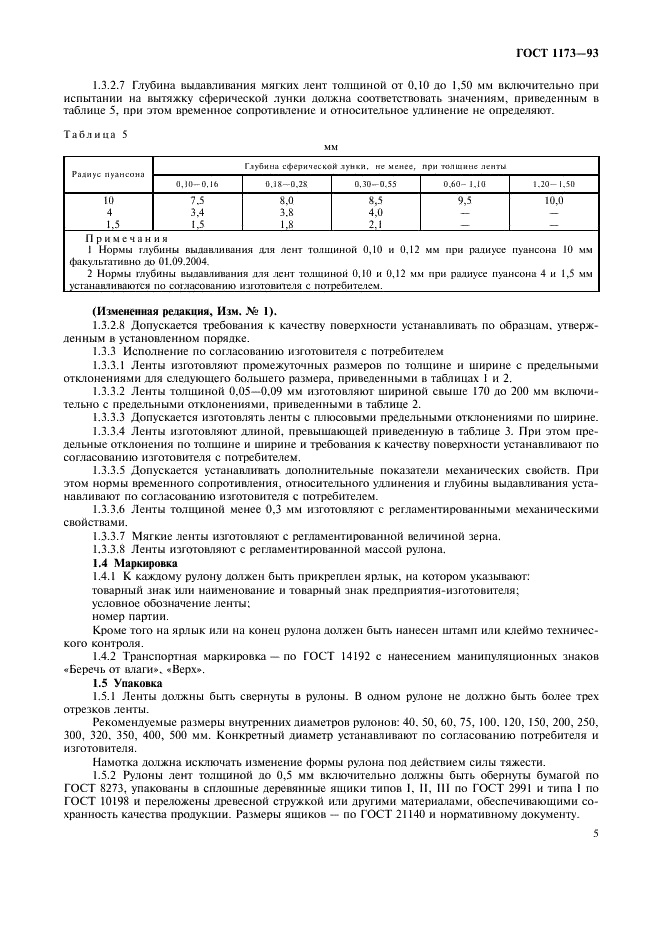 ГОСТ 1173—93
1.3.2.7 Глубина выдавливания мягких лент толщиной от 0,10 до 1,50 мм включительно при
испытании на вытяжку сферической лунки должна соответствовать значениям, приведенным в
таблице 5, при этом временное сопротивление и относительное удлинение не определяют.
Таблица 5
мм
Радиус пуансона
Глубина сферической лунки, не менее, при толщине ленты
0,10—0,16 0,18—0,28 0,30—0,55 0,60—1,10 1,20—1,50
10 7,5 8,0 8,5 9,5 10,0
4 3,4 3,8 4,0 — —
1,5 1,5 1,8 2,1 — —
Примечания
1 Нормы глубины выдавливания для лент толщиной 0,10 и 0,12 мм при радиусе пуансона 10 мм
факультативно до 01.09.2004.
2 Нормы глубины выдавливания для лент толщиной 0,10 и 0,12 мм при радиусе пуансона 4 и 1,5 мм
устанавливаются по согласованию изготовителя с потребителем.
(Измененная редакция, Изм. № 1).
1.3.2.8 Допускается требования к качеству поверхности устанавливать по образцам, утверж-
денным в установленном порядке.
1.3.3 Исполнение по согласованию изготовителя с потребителем
1.3.3.1 Ленты изготовляют промежуточных размеров по толщине и ширине с предельными
отклонениями для следующего большего размера, приведенными в таблицах 1 и 2.
1.3.3.2 Ленты толщиной 0,05—0,09 мм изготовляют шириной свыше 170 до 200 мм включи-
тельно с предельными отклонениями, приведенными в таблице 2.
1.3.3.3 Допускается изготовлять ленты с плюсовыми предельными отклонениями по ширине.
1.3.3.4 Ленты изготовляют длиной, превышающей приведенную в таблице 3. При этом пре-
дельные отклонения по толщине и ширине и требования к качеству поверхности устанавливают по
согласованию изготовителя с потребителем.
1.3.3.5 Допускается устанавливать дополнительные показатели механических свойств. При
этом нормы временного сопротивления, относительного удлинения и глубины выдавливания уста-
навливают по согласованию изготовителя с потребителем.
1.3.3.6 Ленты толщиной менее 0,3 мм изготовляют с регламентированными механическими
свойствами.
1.3.3.7 Мягкие ленты изготовляют с регламентированной величиной зерна.
1.3.3.8 Ленты изготовляют с регламентированной массой рулона.
1.4 Маркировка
1.4.1 К каждому рулону должен быть прикреплен ярлык, на котором указывают:
товарный знак или наименование и товарный знак предприятия-изготовителя;
условное обозначение ленты;
номер партии.
Кроме того на ярлык или на конец рулона должен быть нанесен штамп или клеймо техничес-
кого контроля.
1.4.2 Транспортная маркировка — по ГОСТ 14192 с нанесением манипуляционных знаков
«Беречь от влаги», «Верх».
1.5 Упаковка
1.5.1 Ленты должны быть свернуты в рулоны. В одном рулоне не должно быть более трех
отрезков ленты.
Рекомендуемые размеры внутренних диаметров рулонов: 40, 50, 60, 75, 100, 120, 150, 200, 250,
300, 320, 350, 400, 500 мм. Конкретный диаметр устанавливают по согласованию потребителя и
изготовителя.
Намотка должна исключать изменение формы рулона под действием силы тяжести.
1.5.2 Рулоны лент толщиной до 0,5 мм включительно должны быть обернуты бумагой по
ГОСТ 8273, упакованы в сплошные деревянные ящики типов I, II, III по ГОСТ 2991 и типа I по
ГОСТ 10198 и переложены древесной стружкой или другими материалами, обеспечивающими со-
хранность качества продукции. Размеры ящиков — по ГОСТ 21140 и нормативному документу.
5